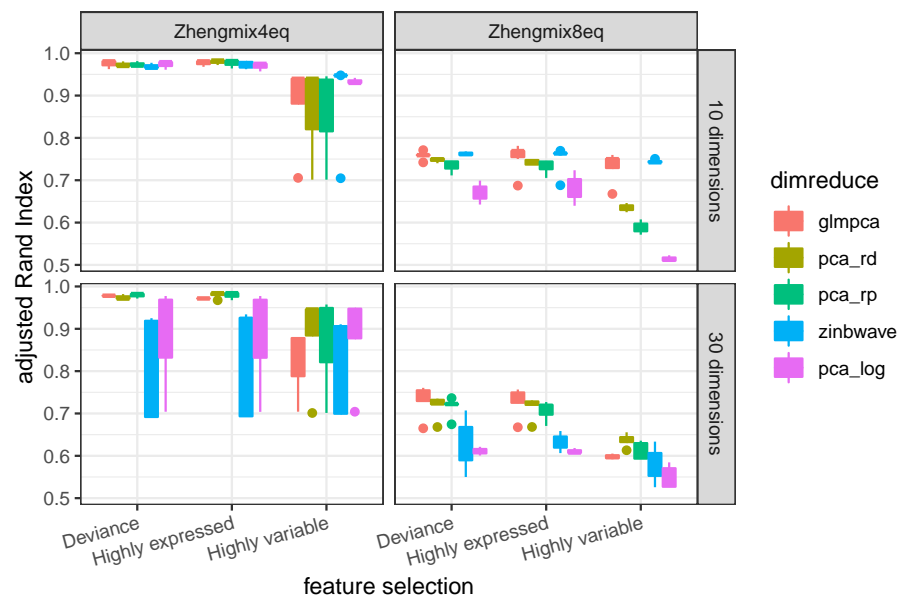 Zhengmix4eq Zhengmix8eq
1.0
0.9
0.8
0.7
0.6
0.5
10 dimensions
1.0
0.9
0.8
0.7
0.6
0.5
30 dimensions
adjusted Rand Index
Deviance
Highly expressed
Highly variable
Deviance
Highly expressed
Highly variable
feature selection
dimreduce
glmpca
pca_rd
pca_rp
zinbwave
pca_log